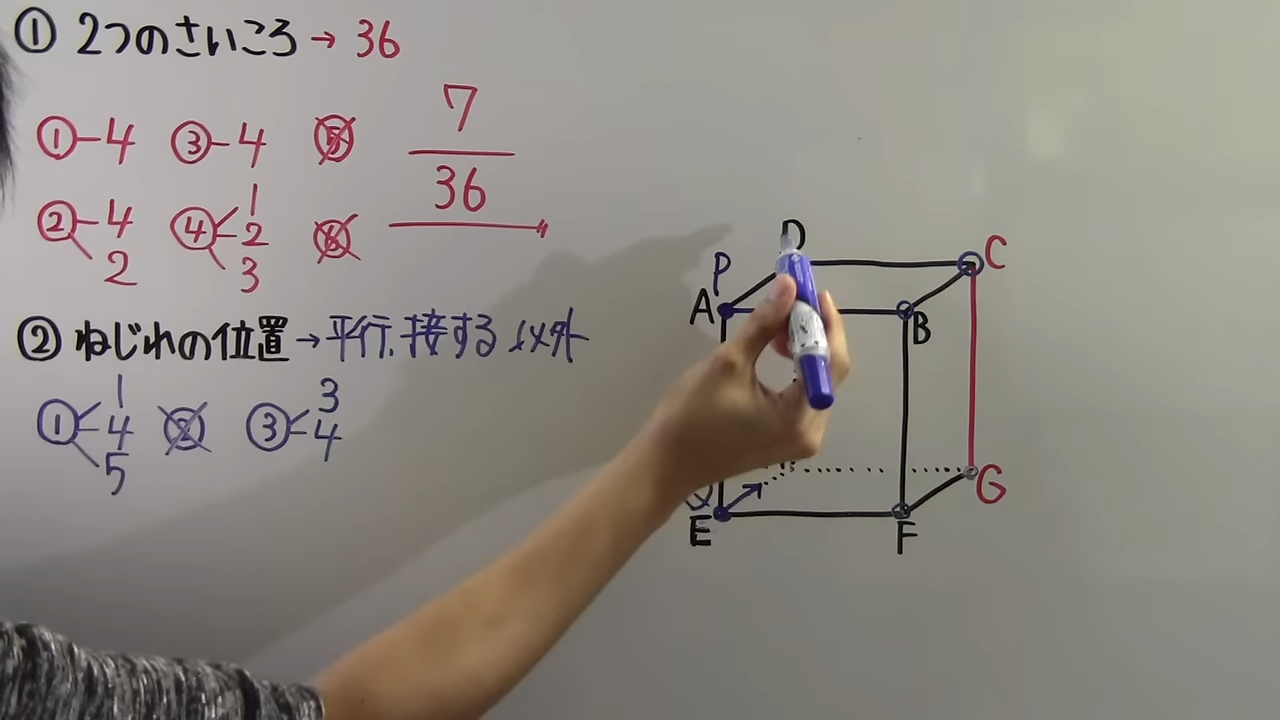 ① 2つのさいころ → 36
①-4 ③-4 ⑤
7
36
②-4
2
④-1
2
3
⑥
② ねじれの位置 → 平行、接する以外
①-1
4
5
②
③-3
4
D
P
A
C
B
Q
E
F
G